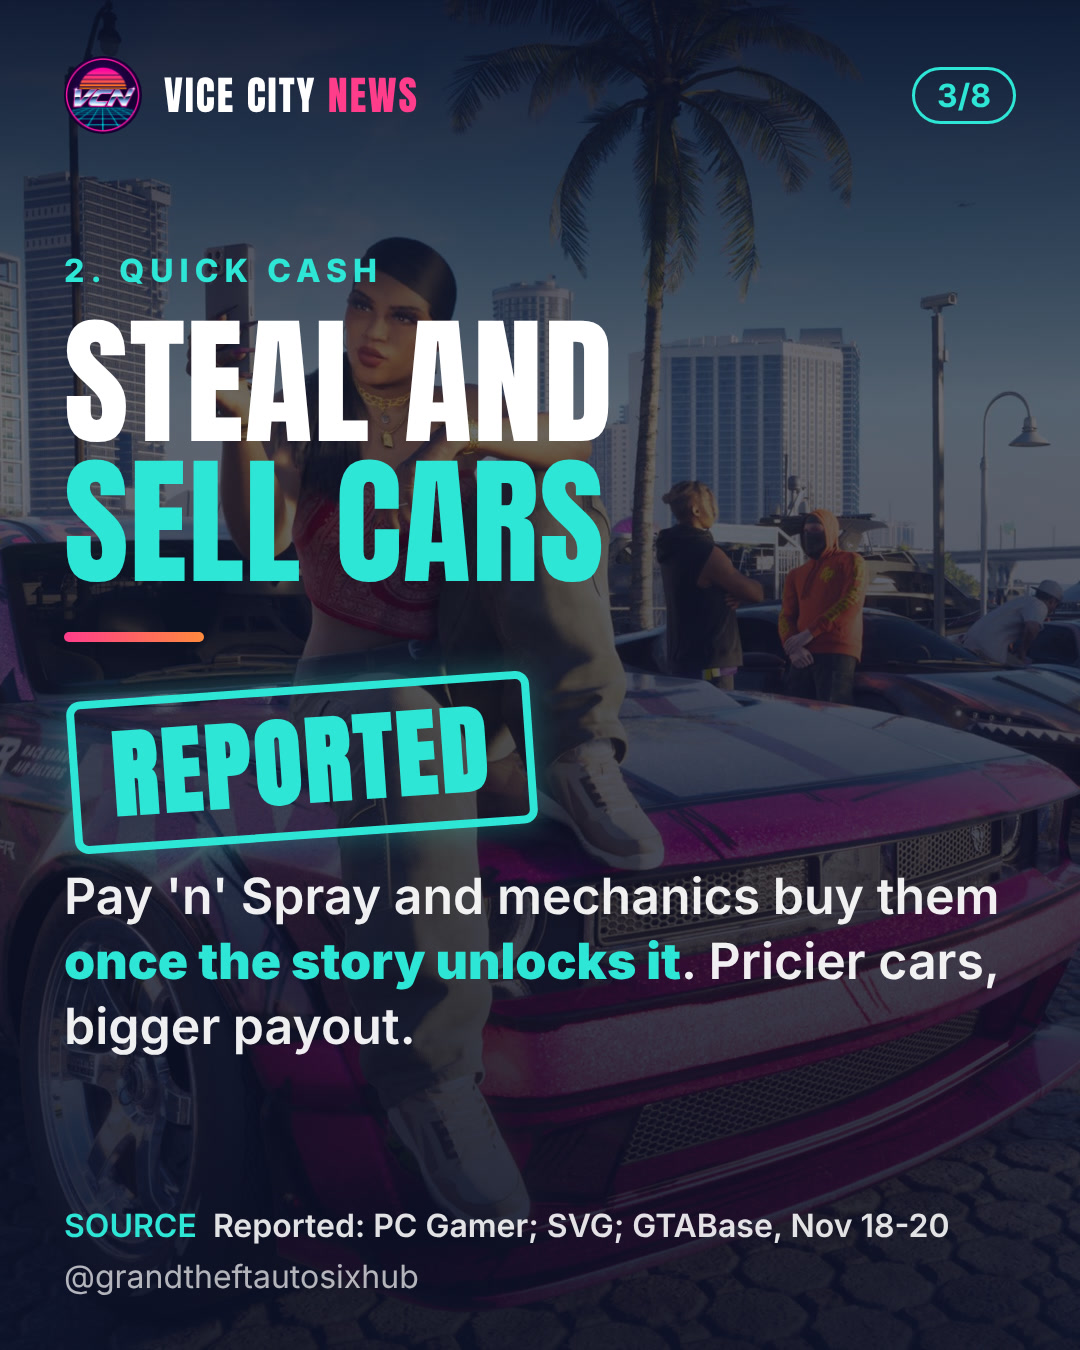 VCN
VICE CITY NEWS
3/8
2. QUICK CASH
STEAL AND
SELL CARS
REPORTED
Pay 'n' Spray and mechanics buy them
once the story unlocks it. Pricier cars,
bigger payout.
SOURCE Reported: PC Gamer; SVG; GTABase, Nov 18-20
@grandtheftautosixhub